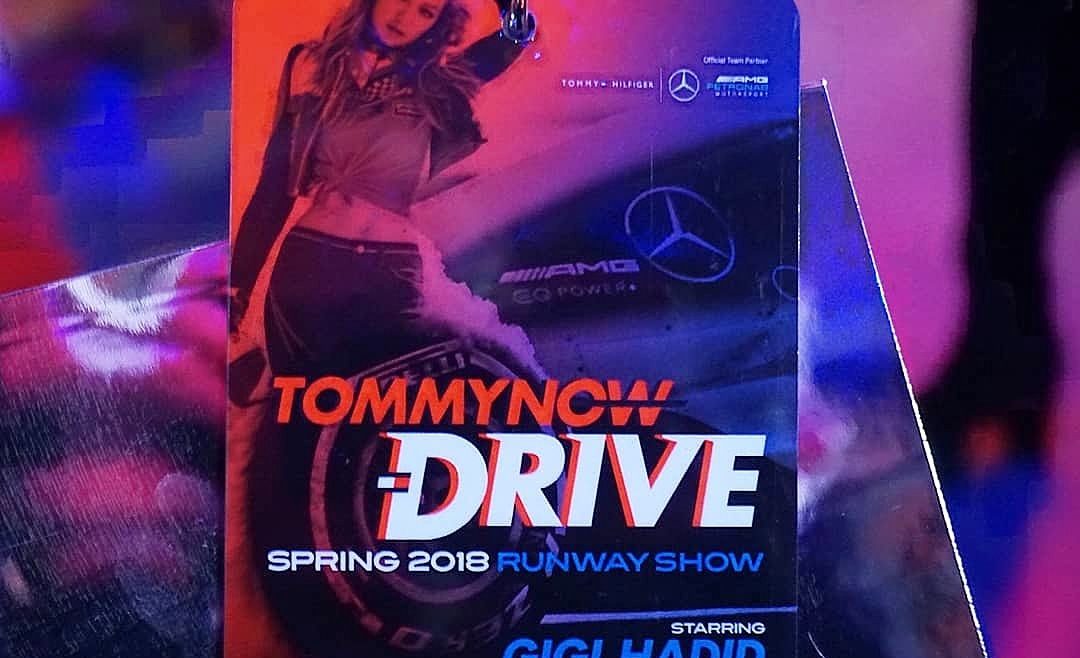 Official Team Partner
TOMMY HILFIGER
AMG
PETRONAS
MOTORSPORT
AMG
EQ POWER+
TOMMYNOW
DRIVE
SPRING 2018 RUNWAY SHOW
ZERO
STARRING
GIGI HADID